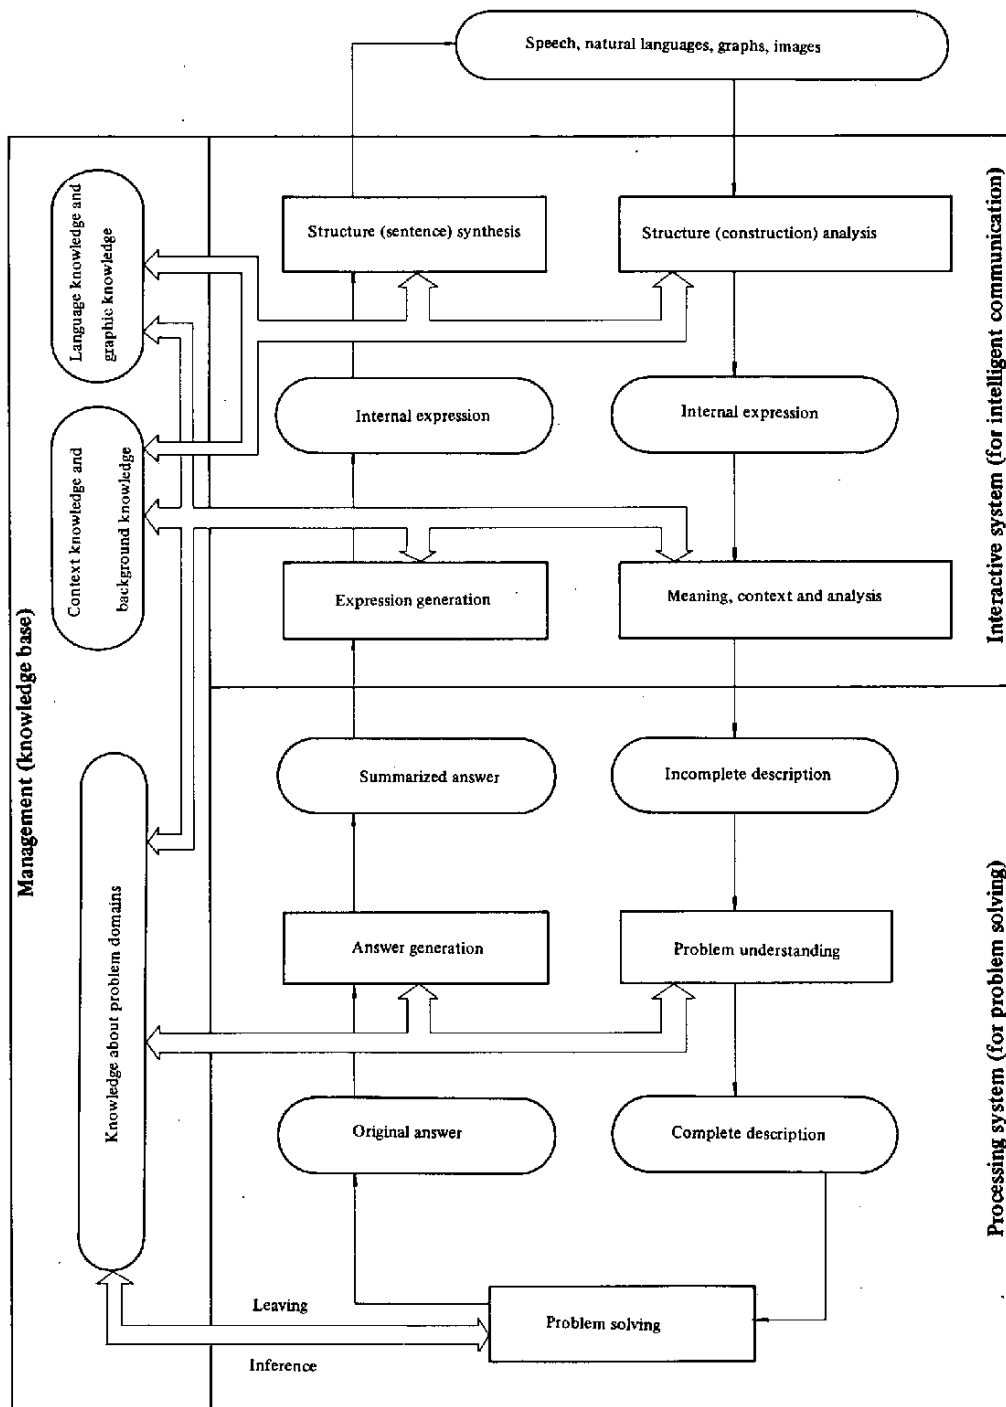 Speech, natural languages, graphs, images
Language knowledge and
graphic knowledge
Structure (sentence) synthesis
Structure (construction) analysis
Interactive system (for intelligent communication)
Context knowledge and
background knowledge
Internal expression
Internal expression
Expression generation
Meaning, context and analysis
Management (knowledge base)
Knowledge about problem domains
Summarized answer
Incomplete description
Answer generation
Problem understanding
Processing system (for problem solving)
Original answer
Complete description
Leaving
Problem solving
Inference